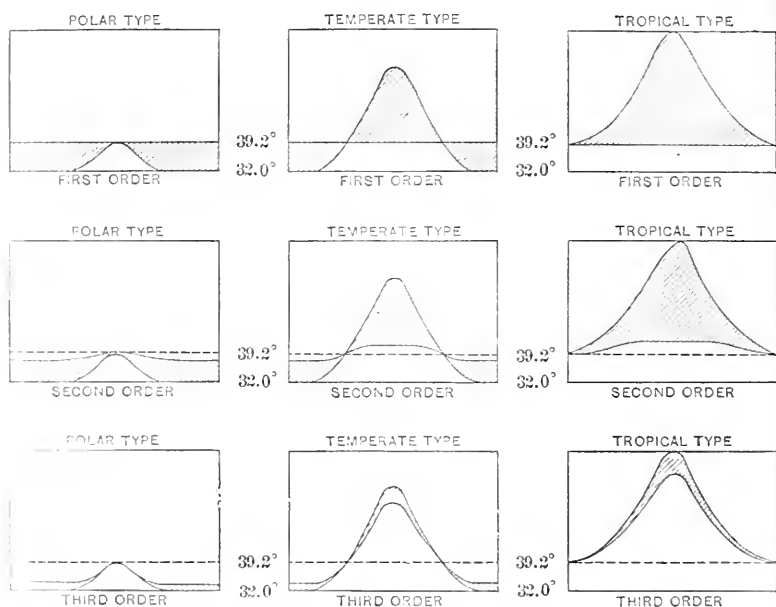 POLAR TYPE TEMPERATE TYPE TROPICAL TYPE
39.2° 39.2°
32.0° 32.0°
FIRST ORDER FIRST ORDER FIRST ORDER
POLAR TYPE TEMPERATE TYPE TROPICAL TYPE
39.2° 39.2°
32.0° 32.0°
SECOND ORDER SECOND ORDER SECOND ORDER
POLAR TYPE TEMPERATE TYPE TROPICAL TYPE
39.2° 39.2°
32.0° 32.0°
THIRD ORDER THIRD ORDER THIRD ORDER